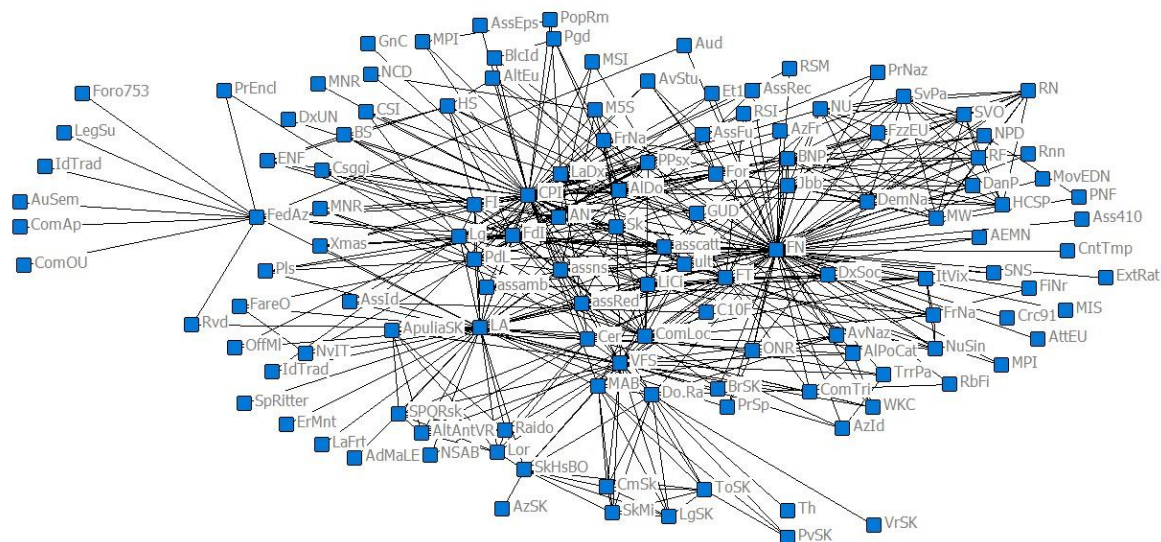 AssEps
PopRm
GnC
MPI
Pgd
Aud
BlcId
MSI
NCD
AltEu
RSM
PrNaz
MNR
AvStu
Foro753
PrEncl
HS
Et1
AssRec
RN
CSI
M5S
RSI
NU
SvPa
DxUN
BS
SVO
LegSu
FrNa
AssFu
AzFr
FzzEU
NPD
ENF
Csggi
PPsx
BNP
RF
Rnn
IdTrad
LaDx
For
MovEDN
CPI
AlDo
Jbb
DanP
PNF
AuSem
FI
DemNa
HCSP
MNR
GUD
MW
FedAz
AN
Ass410
ComAp
Sk
Lg
FdI
AEMN
Xmas
asscatt
FN
CntTmp
ComOU
PdL
ult
Pls
assns
FT
DxSoc
ItVix
SNS
ExtRat
assamb
LiCi
FiNr
AssId
assRed
FareO
C10F
FrNa
Crc91
MIS
Rvd
ApuliaSK
LA
Cer
ComLoc
AvNaz
AttEU
OffMI
NvIT
ONR
AlPoCat
NuSin
VFS
MPI
IdTrad
TrrPa
MAB
Do.Ra
BrSK
ComTri
RbFi
SpRitter
PrSp
WKC
SPQRsk
ErMnt
AltAntVR
Raido
AzId
LaFrt
AdMaLE
NSAB
Lor
SkHsBO
CmSk
ToSK
AzSK
SkMi
LgSK
Th
VrSK
PvSK